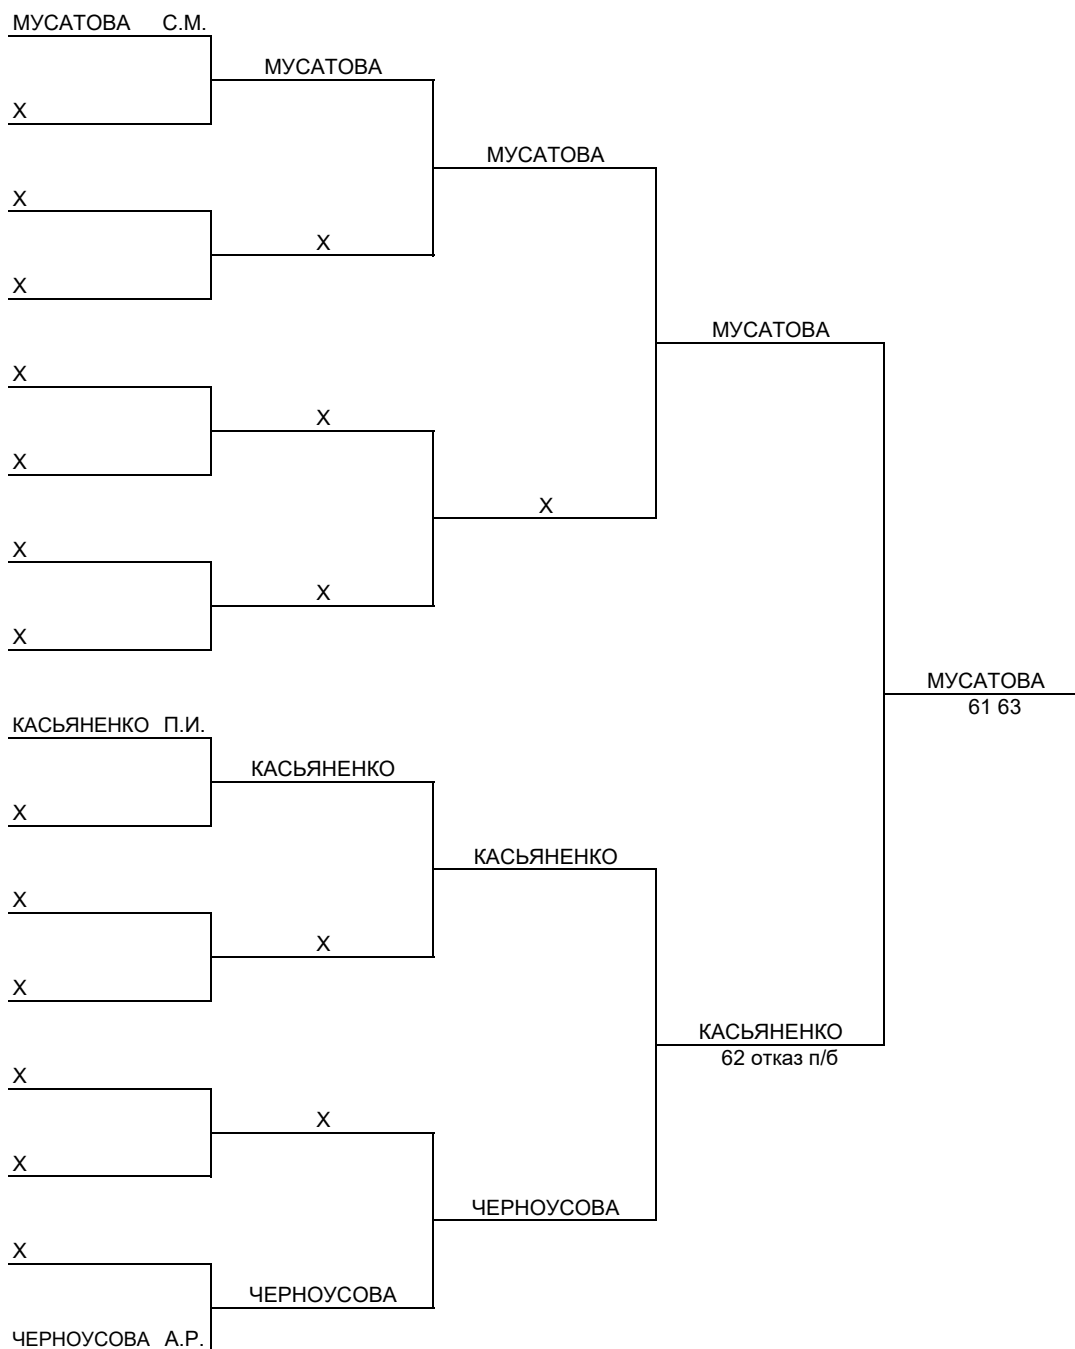 МУСАТОВА С.М.
МУСАТОВА
Х
МУСАТОВА
Х
Х
Х
МУСАТОВА
Х
Х
Х
Х
Х
Х
Х
МУСАТОВА
61 63
КАСЬЯНЕНКО П.И.
КАСЬЯНЕНКО
Х
КАСЬЯНЕНКО
Х
Х
Х
КАСЬЯНЕНКО
62 отказ п/б
Х
Х
Х
ЧЕРНОУСОВА
Х
ЧЕРНОУСОВА
ЧЕРНОУСОВА А.Р.